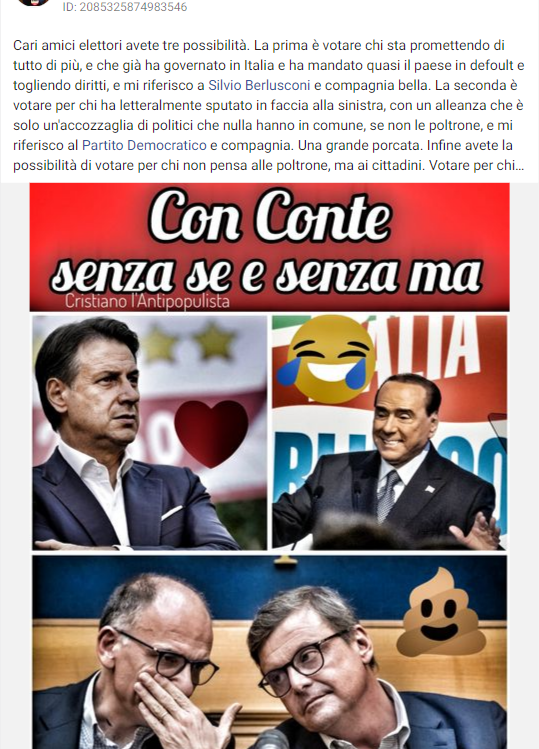 ID: 2085325874983546
Cari amici elettori avete tre possibilità. La prima è votare chi sta promettendo di
tutto di più, e che già ha governato in Italia e ha mandato quasi il paese in defoult e
togliendo diritti, e mi riferisco a Silvio Berlusconi e compagnia bella. La seconda è
votare per chi ha letteralmente sputato in faccia alla sinistra, con un alleanza che è
solo un'accozzaglia di politici che nulla hanno in comune, se non le poltrone, e mi
riferisco al Partito Democratico e compagnia. Una grande porcata. Infine avete la
possibilità di votare per chi non pensa alle poltrone, ma ai cittadini. Votare per chi...
Con Conte
senza se e senza ma
Cristiano l'Antipopulista
ITALIA